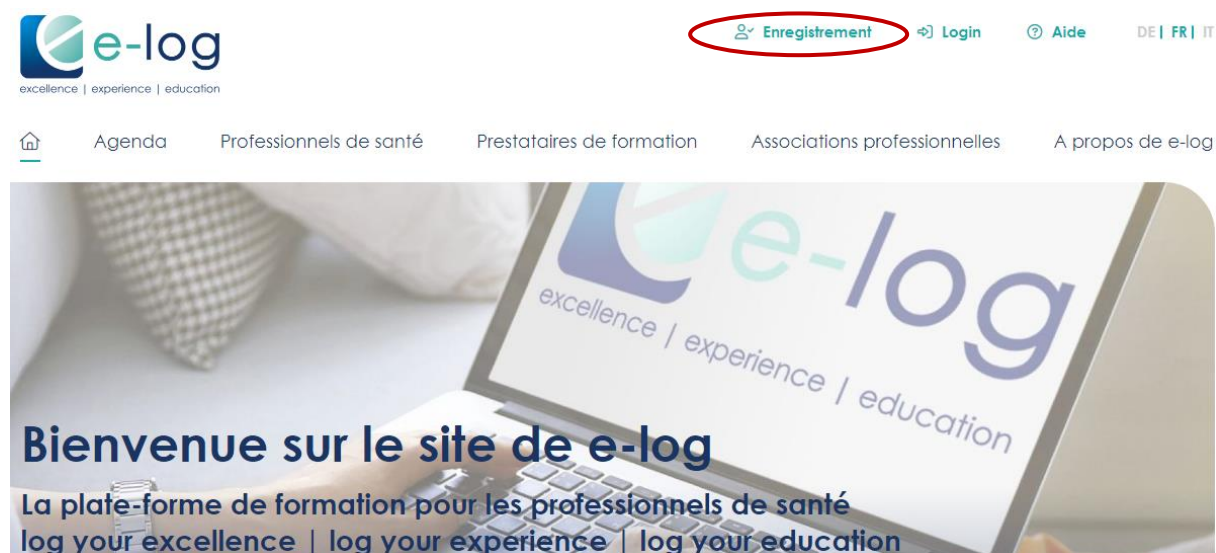 e-log
excellence | experience | education
Enregistrement Login Aide DE | FR | IT
Agenda Professionnels de santé Prestataires de formation Associations professionnelles A propos de e-log
e-log
excellence | experience | education
Bienvenue sur le site de e-log
La plate-forme de formation pour les professionnels de santé
log your excellence | log your experience | log your education